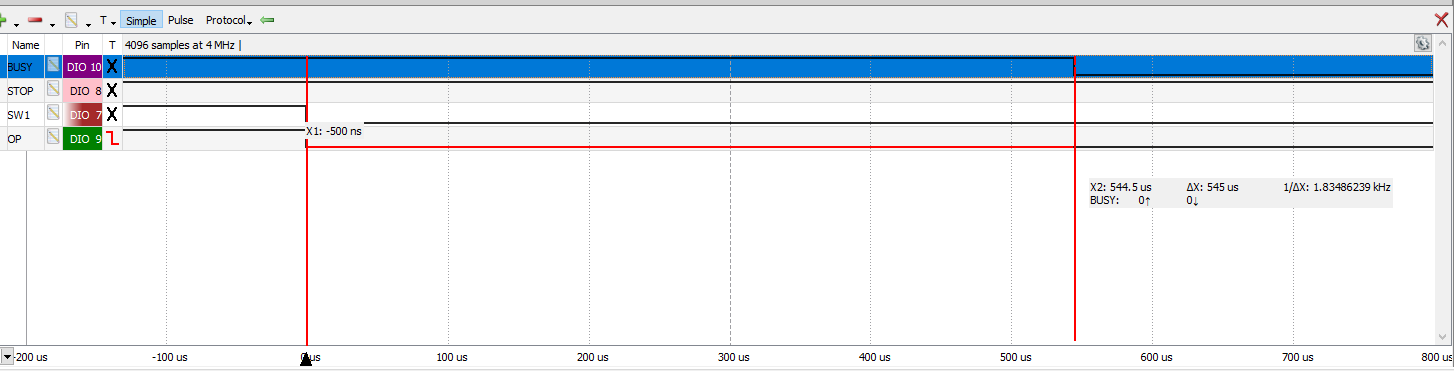 T Simple Pulse Protocol
Name Pin T 4096 samples at 4 MHz |
BUSY DIO 10 X
STOP DIO 8 X
SW1 DIO 7 X
OP DIO 9
X1: -500 ns
X2: 544.5 us ΔX: 545 us 1/ΔX: 1.83486239 kHz
BUSY: 0↑ 0↓
-200 us -100 us 0 us 100 us 200 us 300 us 400 us 500 us 600 us 700 us 800 us